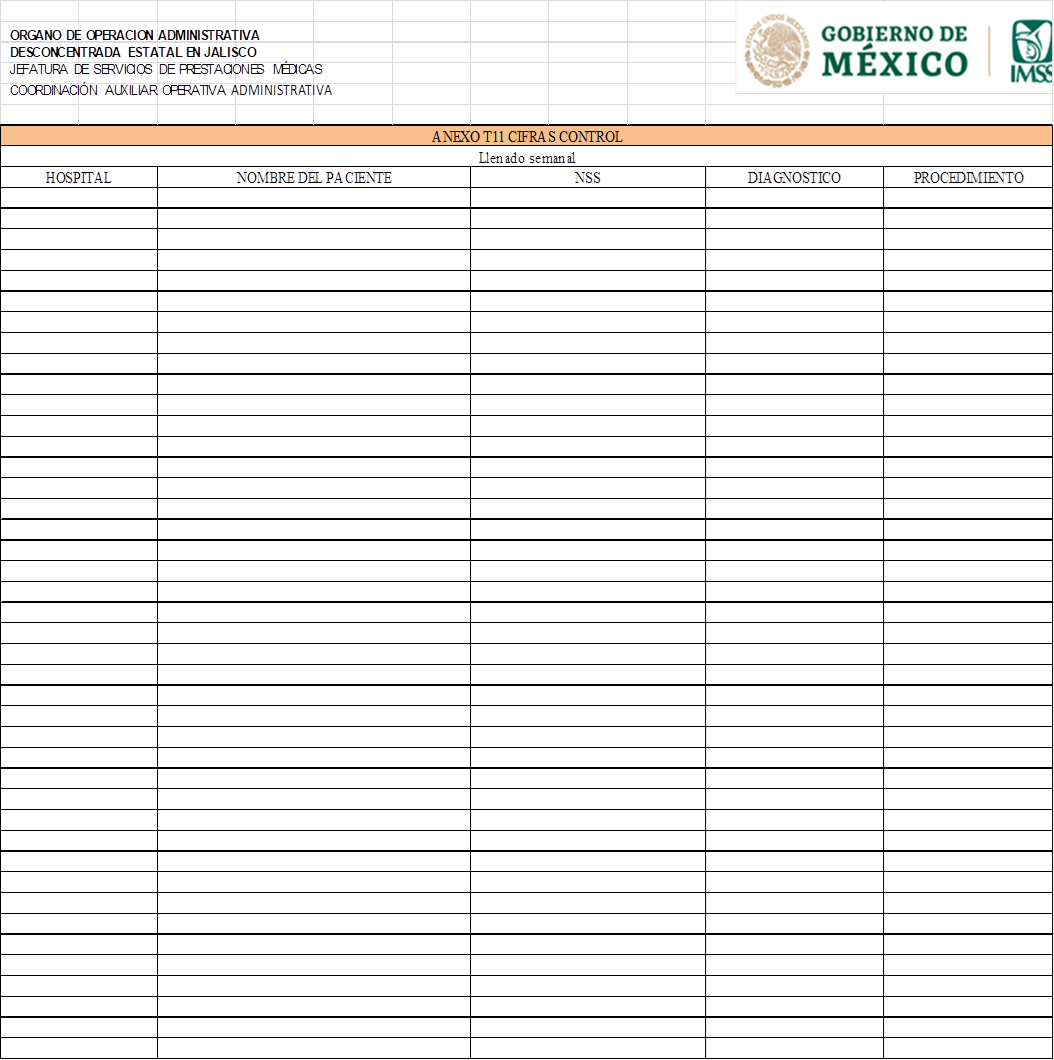 ORGANO DE OPERACION ADMINISTRATIVA
DESCONCENTRADA ESTATAL EN JALISCO
JEFATURA DE SERVICIOS DE PRESTACIONES MÉDICAS
COORDINACIÓN AUXILIAR OPERATIVA ADMINISTRATIVA
GOBIERNO DE
MÉXICO
IMSS
ANEXO T11 CIFRAS CONTROL
Llenado semanal
HOSPITAL NOMBRE DEL PACIENTE NSS DIAGNOSTICO PROCEDIMIENTO